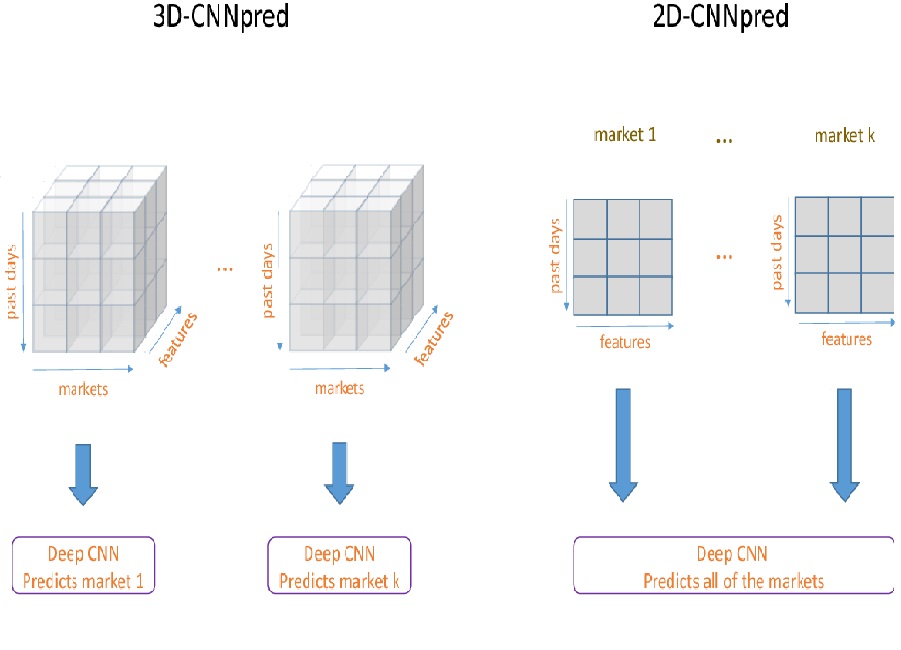 3D-CNNpred
2D-CNNpred
market 1
...
market k
past days
features
markets
...
past days
features
markets
past days
features
...
past days
features
Deep CNN
Predicts market 1
Deep CNN
Predicts market k
Deep CNN
Predicts all of the markets